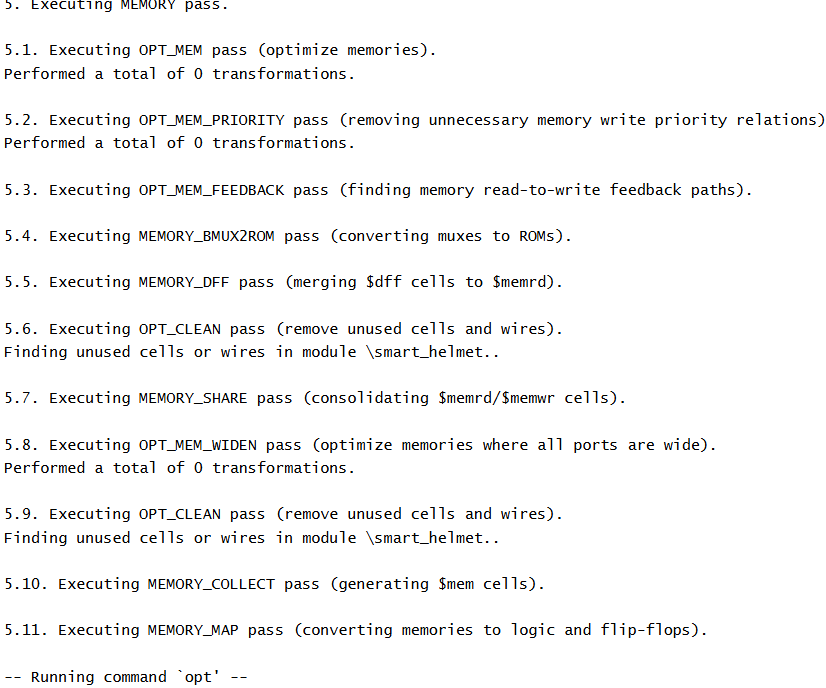 5. Executing MEMORY pass.
5.1. Executing OPT_MEM pass (optimize memories).
Performed a total of 0 transformations.
5.2. Executing OPT_MEM_PRIORITY pass (removing unnecessary memory write priority relations)
Performed a total of 0 transformations.
5.3. Executing OPT_MEM_FEEDBACK pass (finding memory read-to-write feedback paths).
5.4. Executing MEMORY_BMUX2ROM pass (converting muxes to ROMs).
5.5. Executing MEMORY_DFF pass (merging $dff cells to $memrd).
5.6. Executing OPT_CLEAN pass (remove unused cells and wires).
Finding unused cells or wires in module \smart_helmet..
5.7. Executing MEMORY_SHARE pass (consolidating $memrd/$memwr cells).
5.8. Executing OPT_MEM_WIDEN pass (optimize memories where all ports are wide).
Performed a total of 0 transformations.
5.9. Executing OPT_CLEAN pass (remove unused cells and wires).
Finding unused cells or wires in module \smart_helmet..
5.10. Executing MEMORY_COLLECT pass (generating $mem cells).
5.11. Executing MEMORY_MAP pass (converting memories to logic and flip-flops).
-- Running command `opt' --